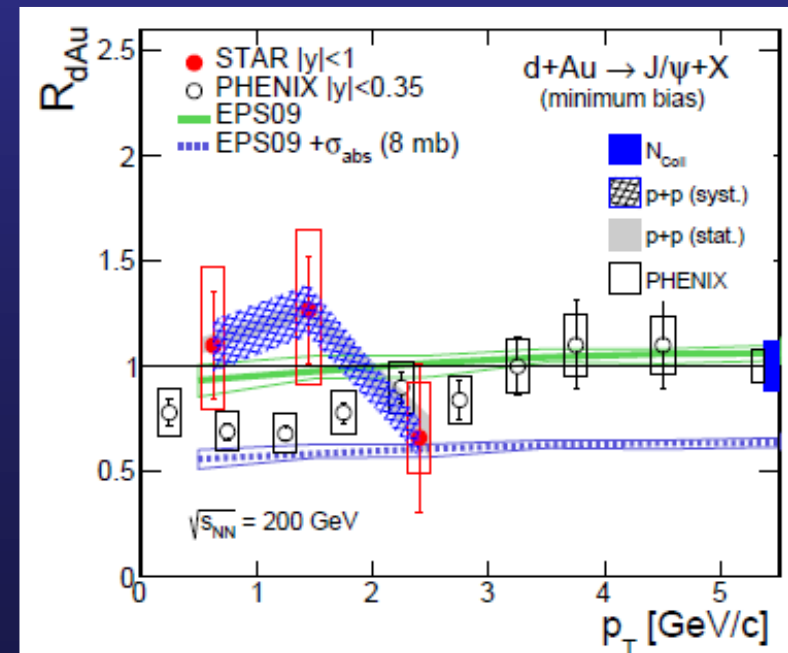 R_dAu
2.5
2
1.5
1
0.5
0
STAR |y|<1
PHENIX |y|<0.35
EPS09
EPS09 +σ_abs (8 mb)
d+Au → J/ψ+X
(minimum bias)
N_Coll
p+p (syst.)
p+p (stat.)
PHENIX
√s_NN = 200 GeV
0 1 2 3 4 5
p_T [GeV/c]